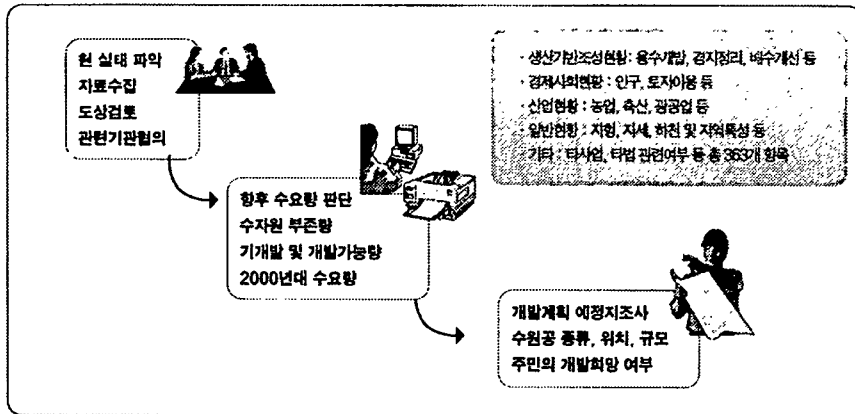 현 실태 파악
자료수집
도상검토
관련기관협의
· 생산기반조성현황 : 용수개발, 경지정리, 배수개선 등
· 경제사회현황 : 인구, 토지이용 등
· 산업현황 : 농업, 축산, 광공업 등
· 일반현황 : 지형, 지세, 하천 및 지역특성 등
· 기타 : 타사업, 타법 관련여부 등 총 363개 항목
향후 수요량 판단
수자원 부존량
기개발 및 개발가능량
2000년대 수요량
개발계획 예정지조사
수원공 종류, 위치, 규모
주민의 개발희망 여부